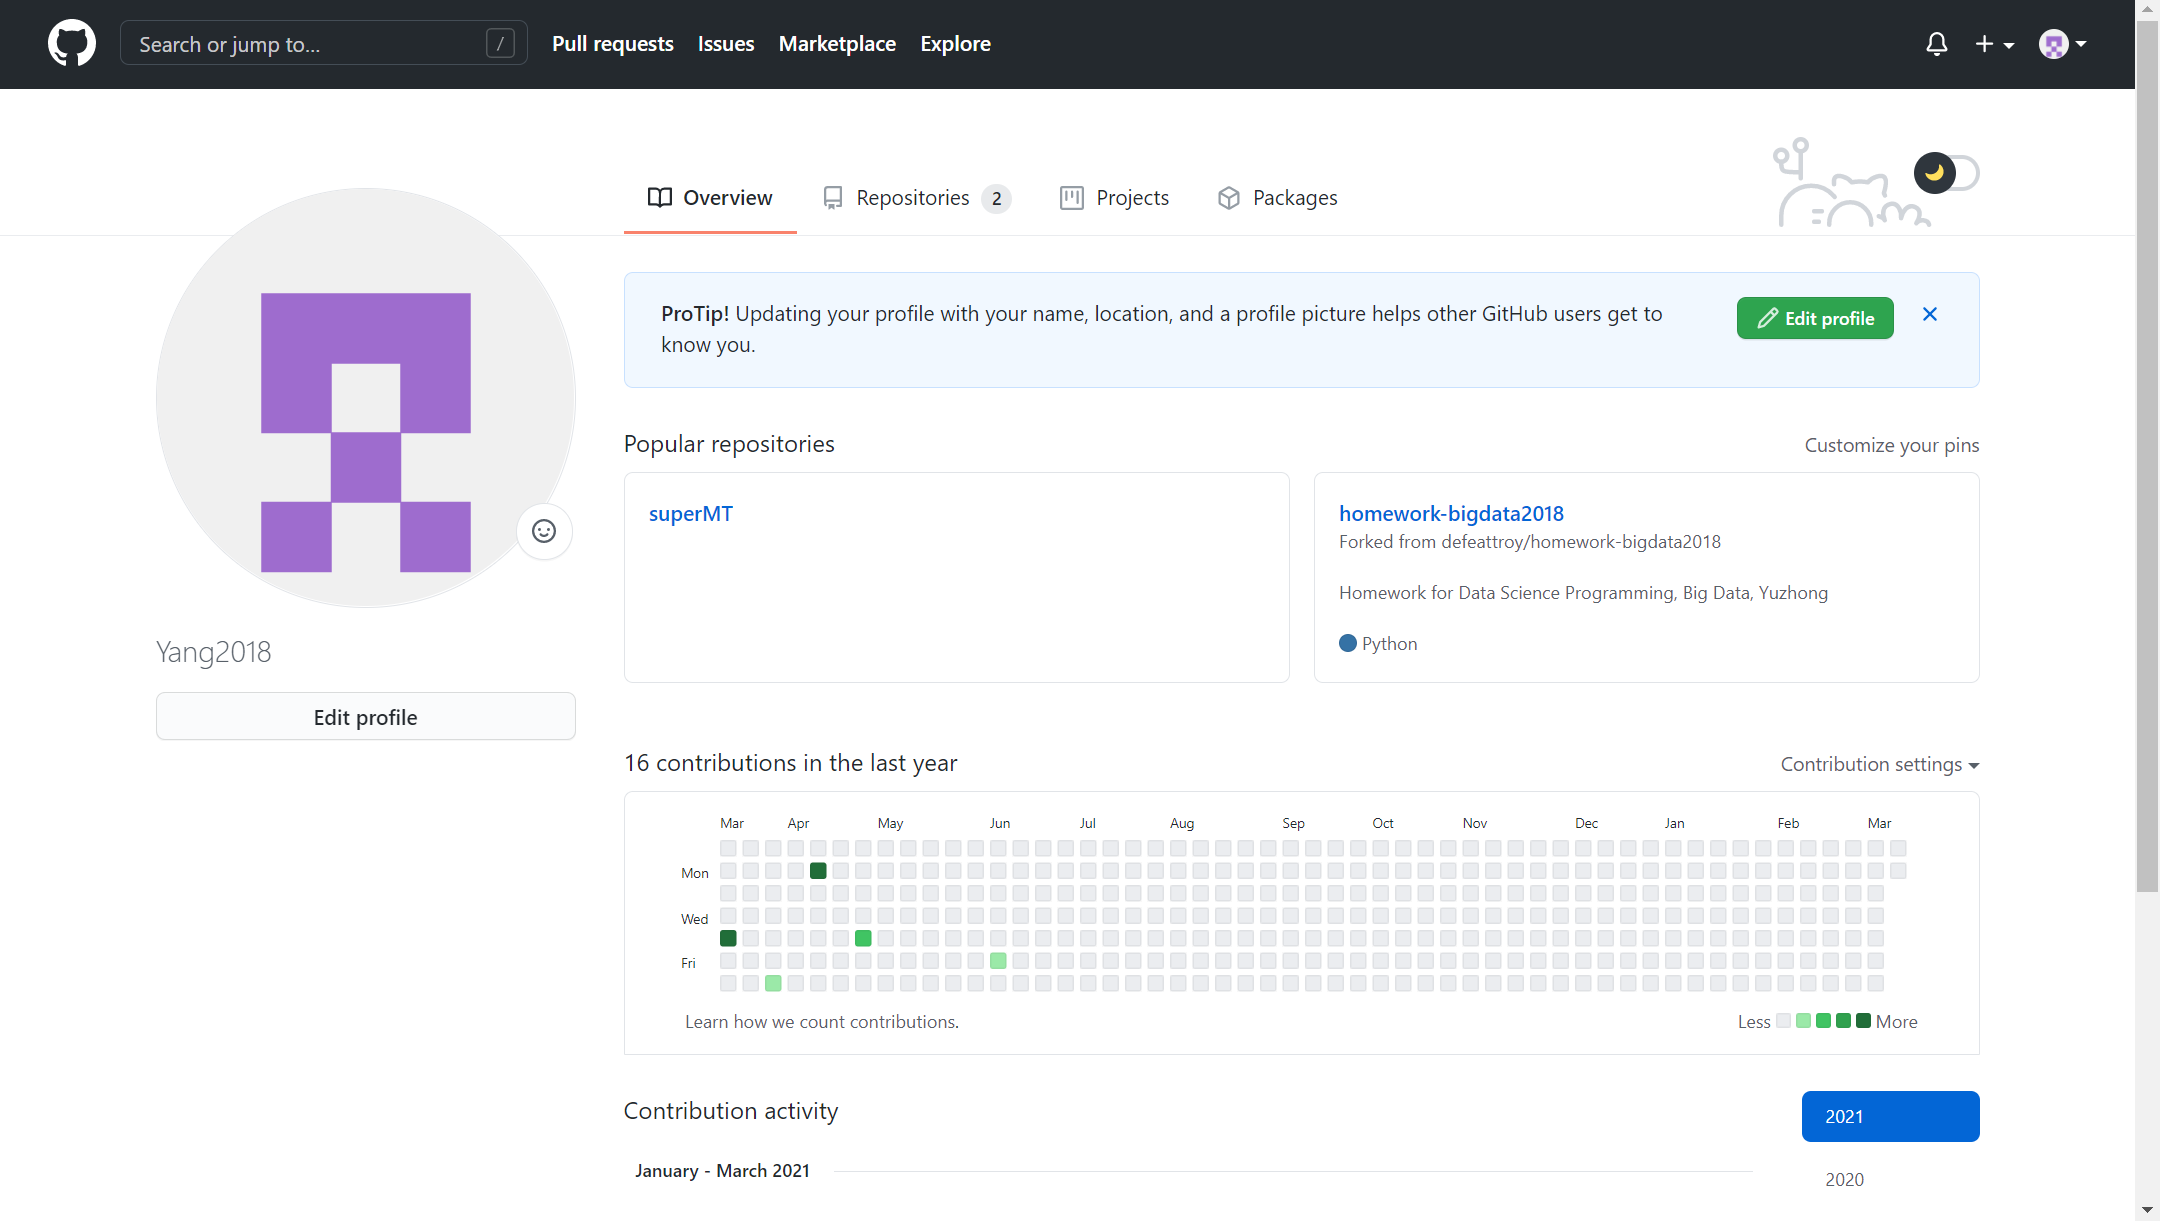 Search or jump to...
/
Pull requests
Issues
Marketplace
Explore
Overview
Repositories 2
Projects
Packages
ProTip! Updating your profile with your name, location, and a profile picture helps other GitHub users get to
know you.
Edit profile
Popular repositories
Customize your pins
superMT
homework-bigdata2018
Forked from defeattroy/homework-bigdata2018
Homework for Data Science Programming, Big Data, Yuzhong
Python
Yang2018
Edit profile
16 contributions in the last year
Contribution settings
Mar Apr May Jun Jul Aug Sep Oct Nov Dec Jan Feb Mar
Mon
Wed
Fri
Learn how we count contributions.
Less More
Contribution activity
2021
January - March 2021
2020